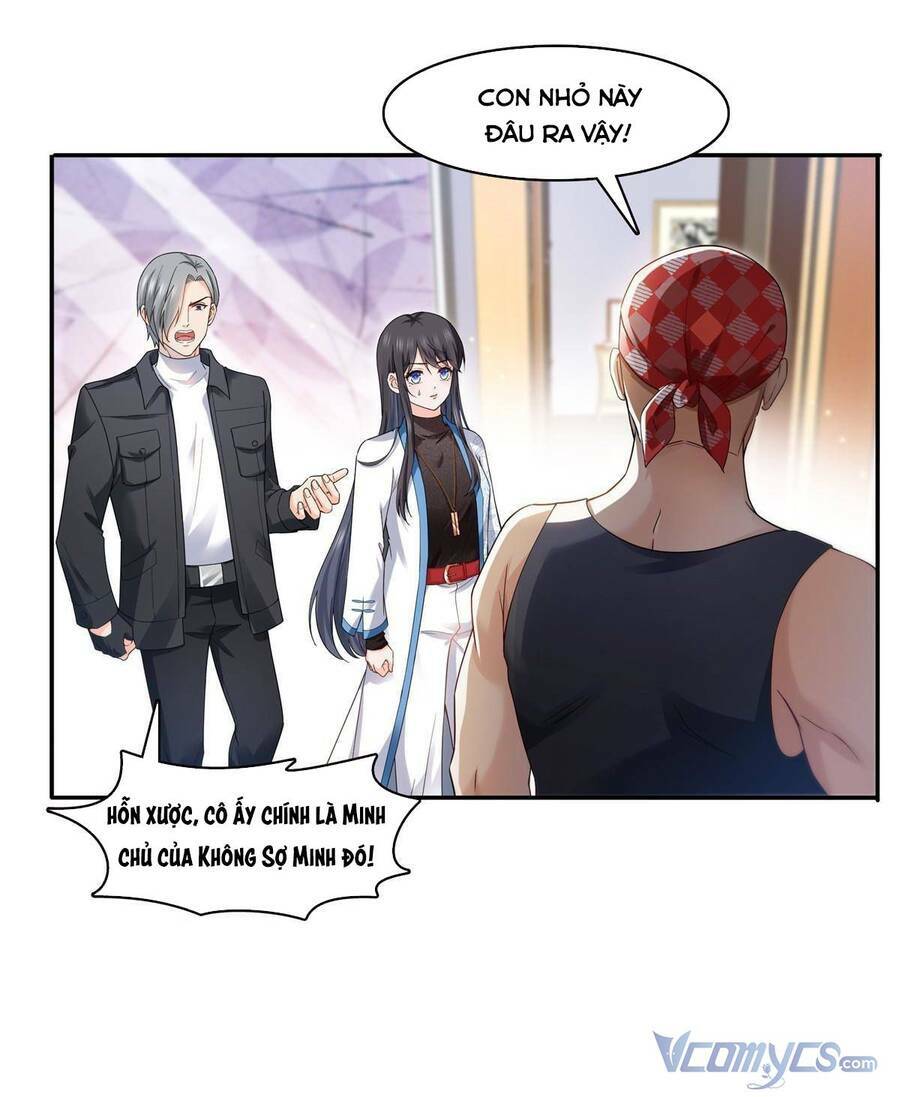 CON NHỎ NÀY
ĐÂU RA VẬY!
HỖN XƯỢC, CÔ ẤY CHÍNH LÀ MINH
CHỦ CỦA KHÔNG SỢ MINH ĐÓ!
VCOMYCS.com